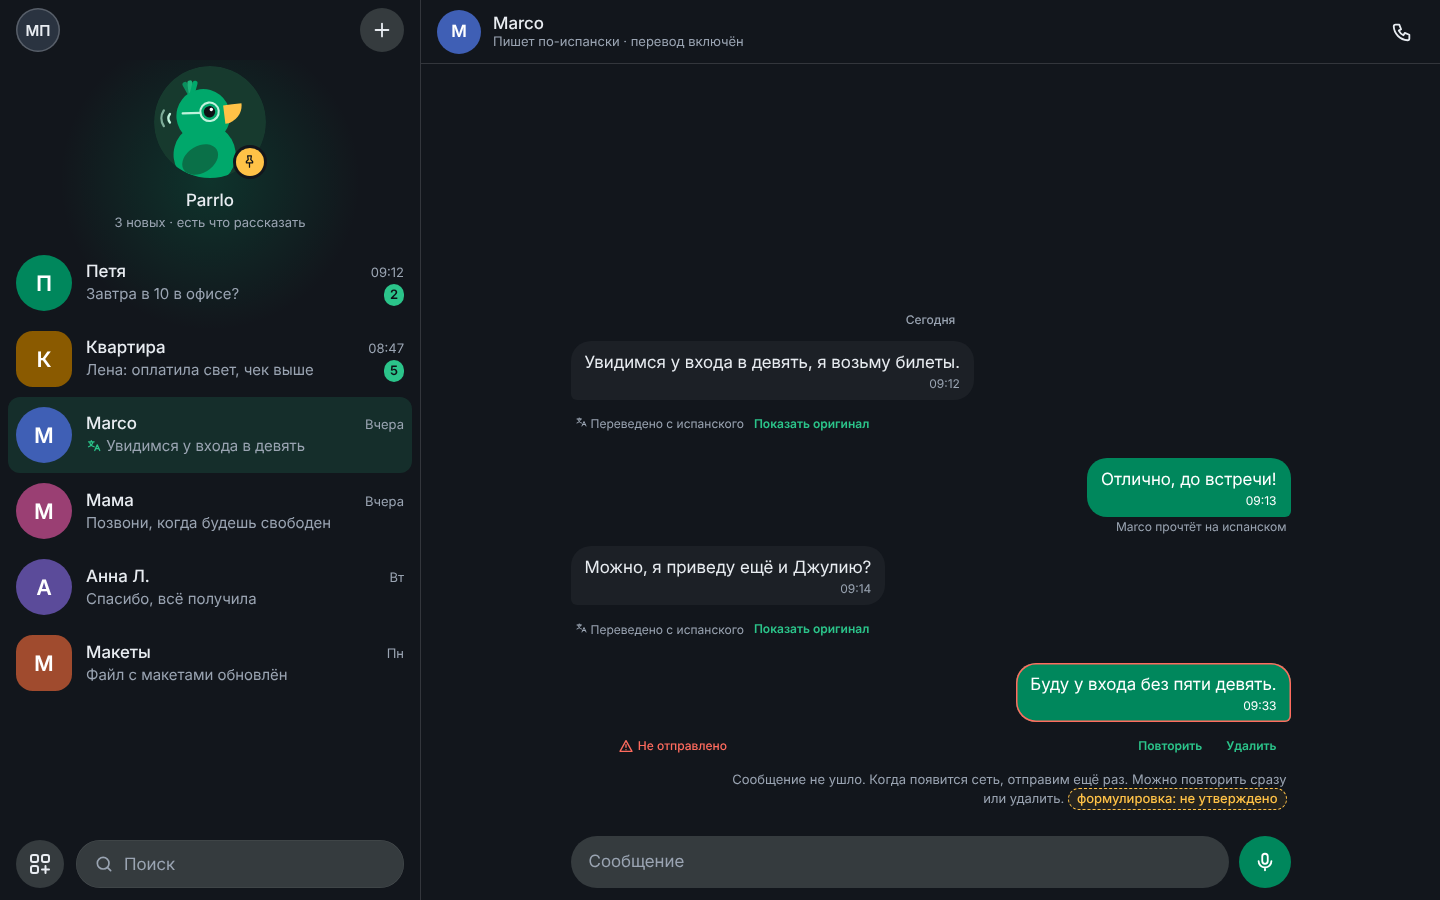 МП
Parrlo
3 новых · есть что рассказать
П
Петя
09:12
Завтра в 10 в офисе?
2
К
Квартира
08:47
Лена: оплатила свет, чек выше
5
M
Marco
Вчера
Увидимся у входа в девять
М
Мама
Вчера
Позвони, когда будешь свободен
А
Анна Л.
Вт
Спасибо, всё получила
М
Макеты
Пн
Файл с макетами обновлён
Поиск
M
Marco
Пишет по-испански · перевод включён
Сегодня
Увидимся у входа в девять, я возьму билеты.
09:12
Переведено с испанского Показать оригинал
Отлично, до встречи!
09:13
Marco прочтёт на испанском
Можно, я приведу ещё и Джулию?
09:14
Переведено с испанского Показать оригинал
Буду у входа без пяти девять.
09:33
Не отправлено Повторить Удалить
Сообщение не ушло. Когда появится сеть, отправим ещё раз. Можно повторить сразу
или удалить. формулировка: не утверждено
Сообщение